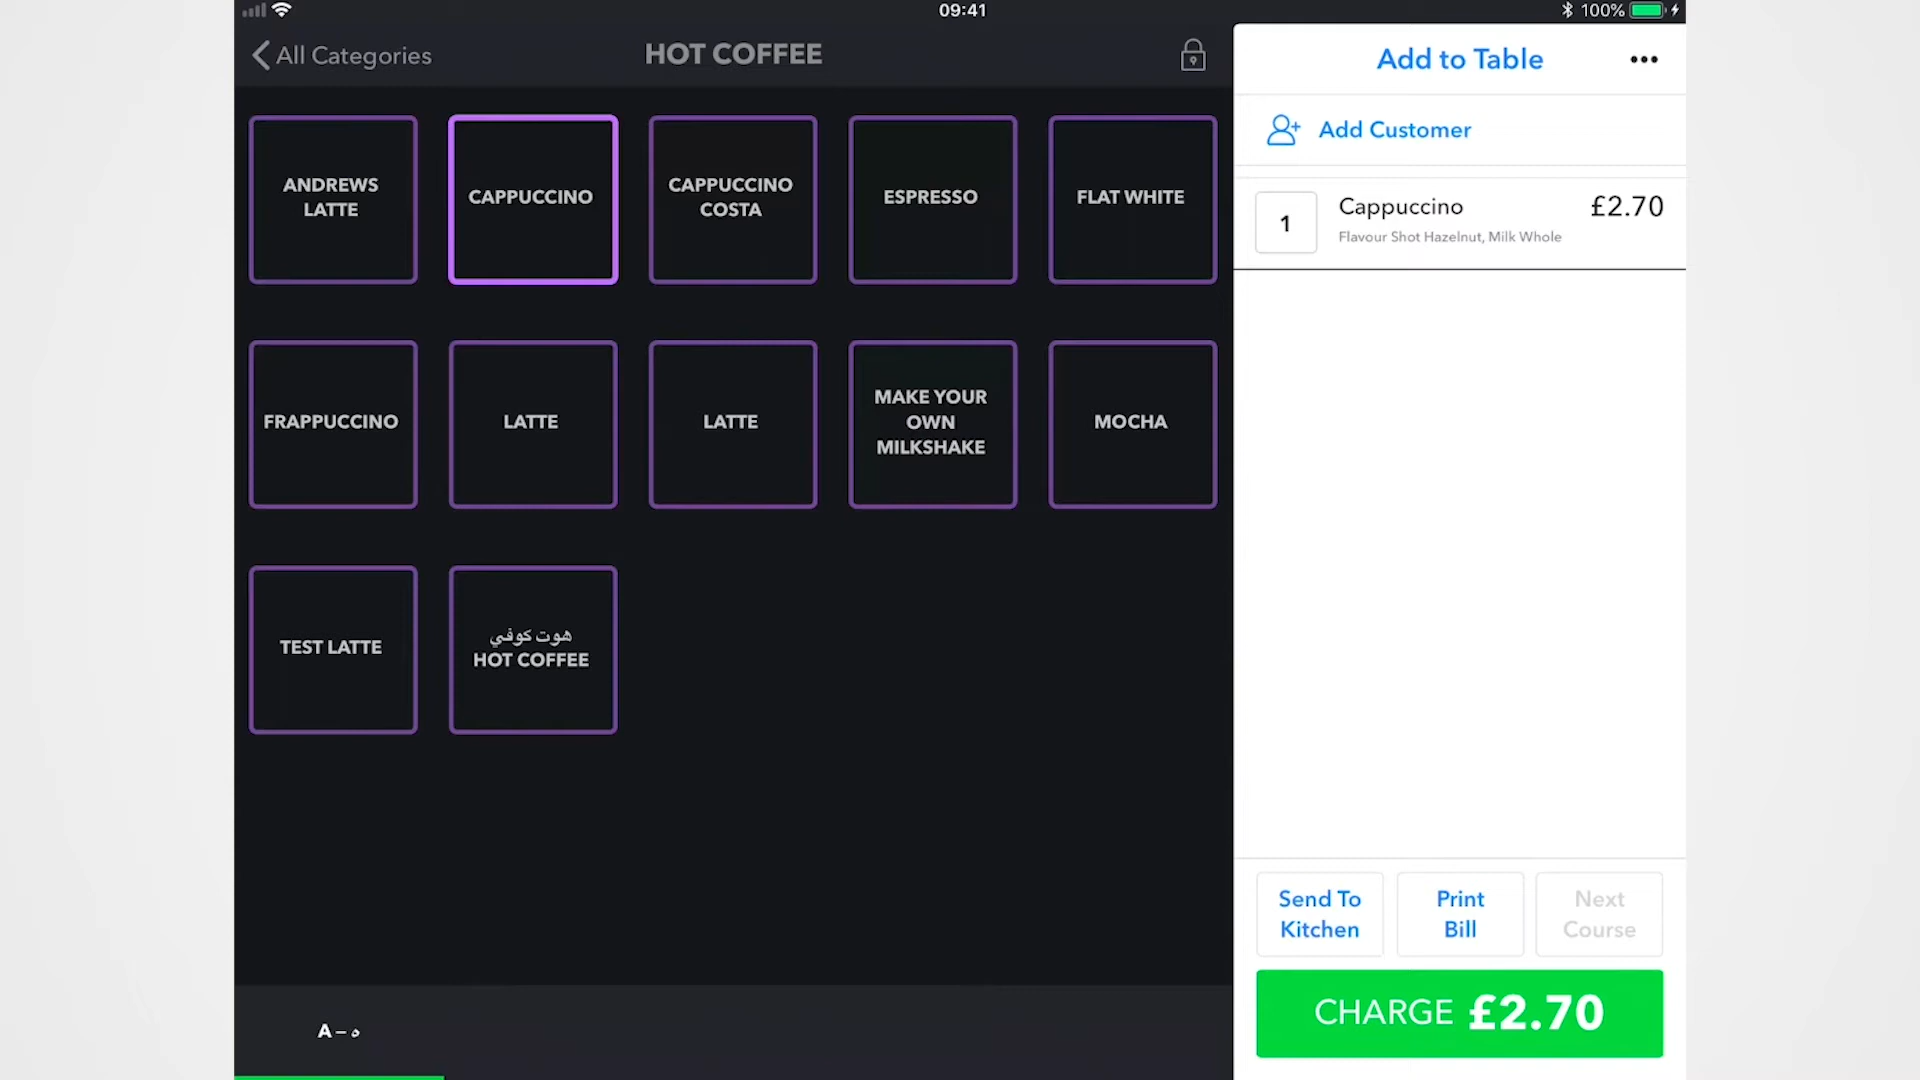 09:41
100%
All Categories
HOT COFFEE
ANDREWS
LATTE
CAPPUCCINO
CAPPUCCINO
COSTA
ESPRESSO
FLAT WHITE
FRAPPUCCINO
LATTE
LATTE
MAKE YOUR
OWN
MILKSHAKE
MOCHA
TEST LATTE
هوت كوفي
HOT COFFEE
A – ه
Add to Table
Add Customer
1
Cappuccino
£2.70
Flavour Shot Hazelnut, Milk Whole
Send To
Kitchen
Print
Bill
Next
Course
CHARGE £2.70